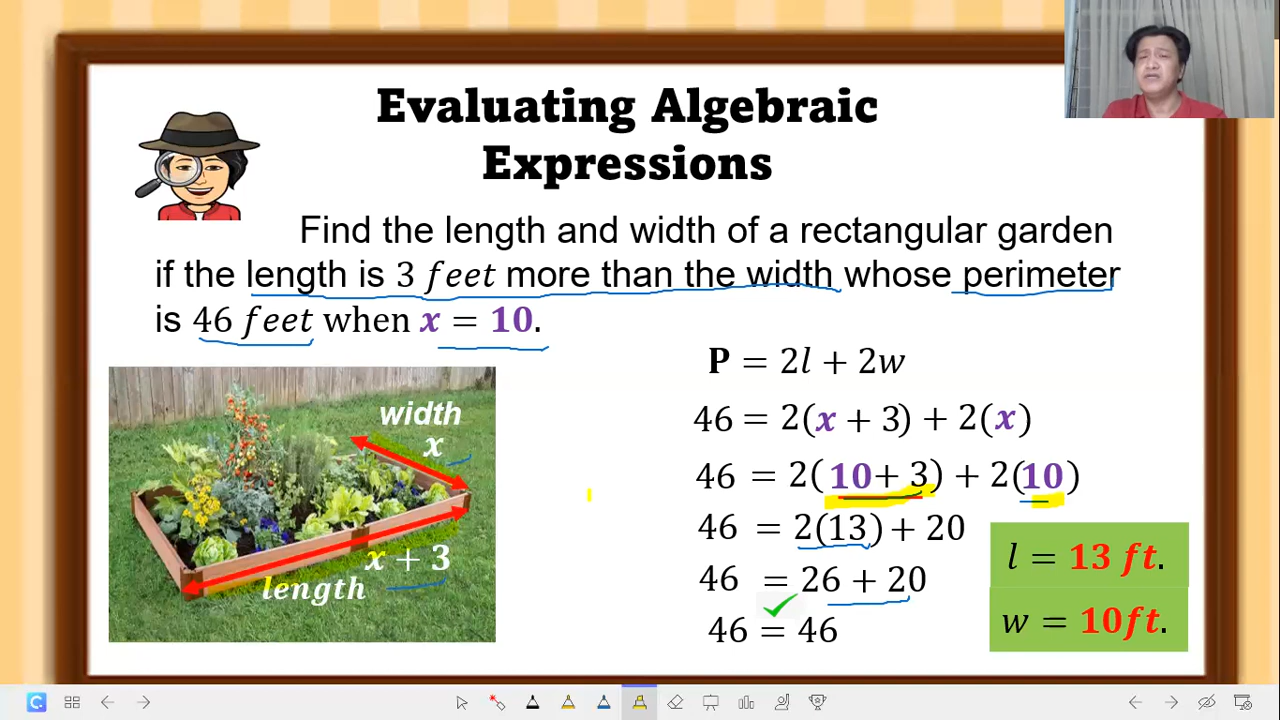 Evaluating Algebraic
Expressions
Find the length and width of a rectangular garden
if the length is 3 feet more than the width whose perimeter
is 46 feet when x = 10.
width
x
x + 3
length
P = 2l + 2w
46 = 2(x + 3) + 2(x)
46 = 2(10+ 3) + 2(10)
46 = 2(13) + 20
46 = 26 + 20
46 = 46
l = 13 ft.
w = 10ft.
C